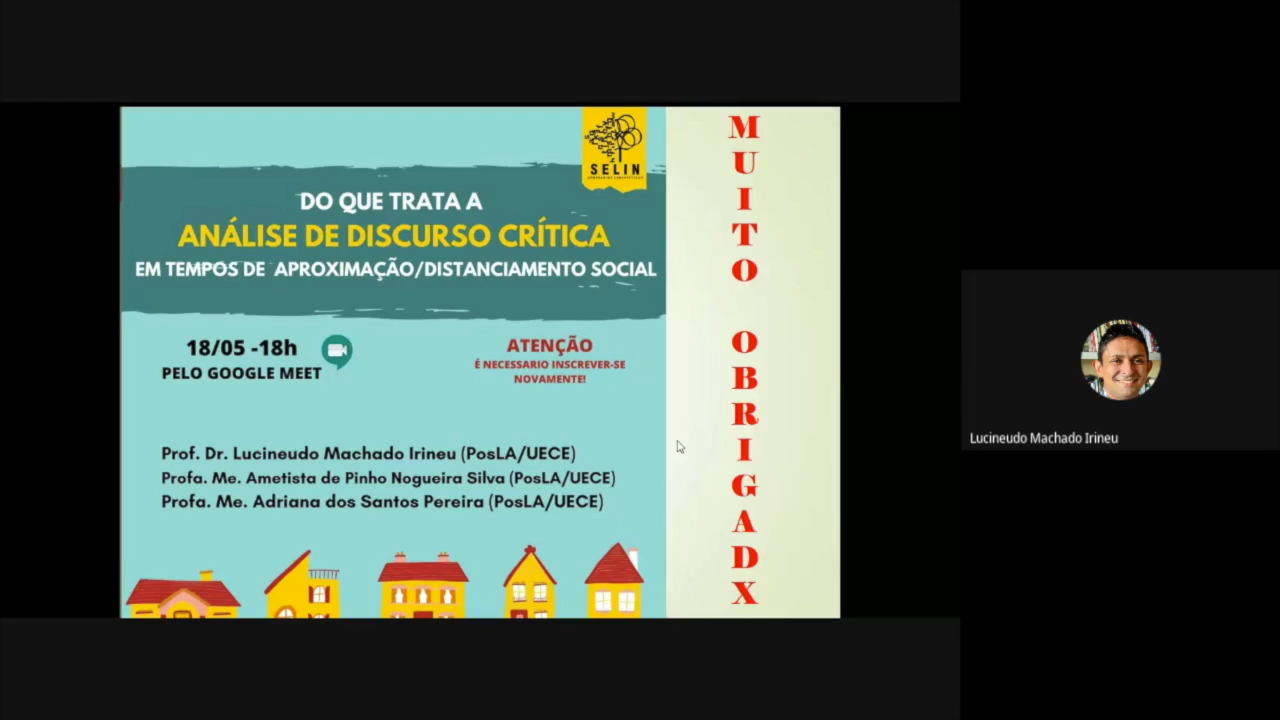 SELIN
DO QUE TRATA A
ANÁLISE DE DISCURSO CRÍTICA
EM TEMPOS DE APROXIMAÇÃO/DISTANCIAMENTO SOCIAL
18/05 -18h
PELO GOOGLE MEET
ATENÇÃO
É NECESSARIO INSCREVER-SE
NOVAMENTE!
Prof. Dr. Lucineudo Machado Irineu (PosLA/UECE)
Profa. Me. Ametista de Pinho Nogueira Silva (PosLA/UECE)
Profa. Me. Adriana dos Santos Pereira (PosLA/UECE)
MUITO OBRIGADX
Lucineudo Machado Irineu